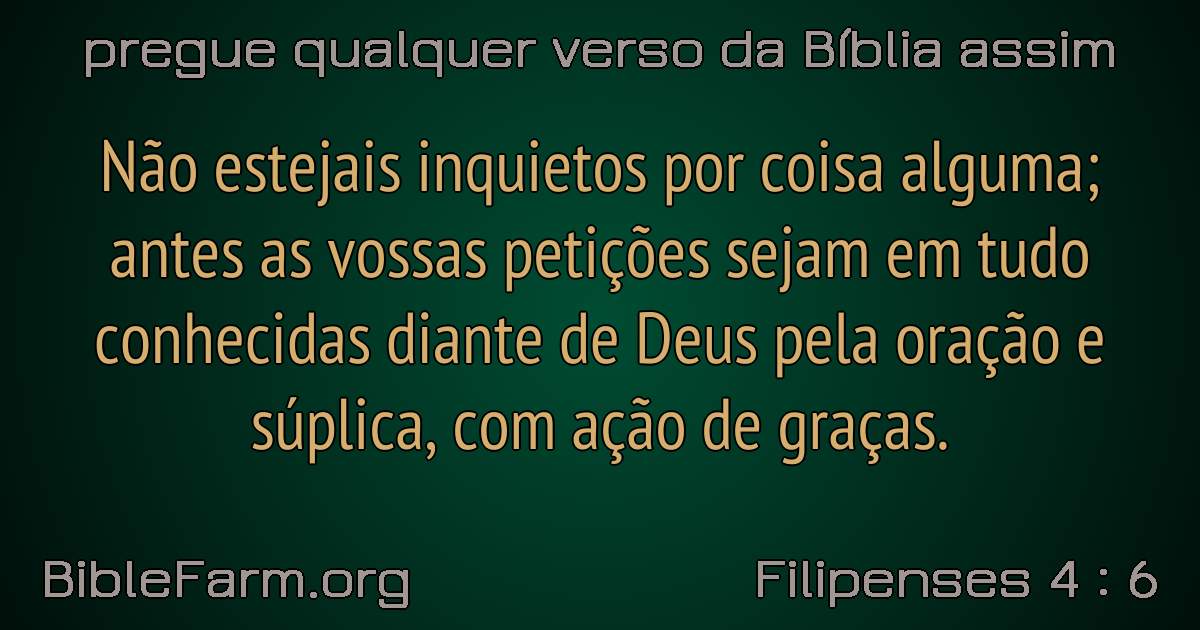 pregue qualquer verso da Bíblia assim
Não estejais inquietos por coisa alguma;
antes as vossas petições sejam em tudo
conhecidas diante de Deus pela oração e
súplica, com ação de graças.
BibleFarm.org
Filipenses 4 : 6